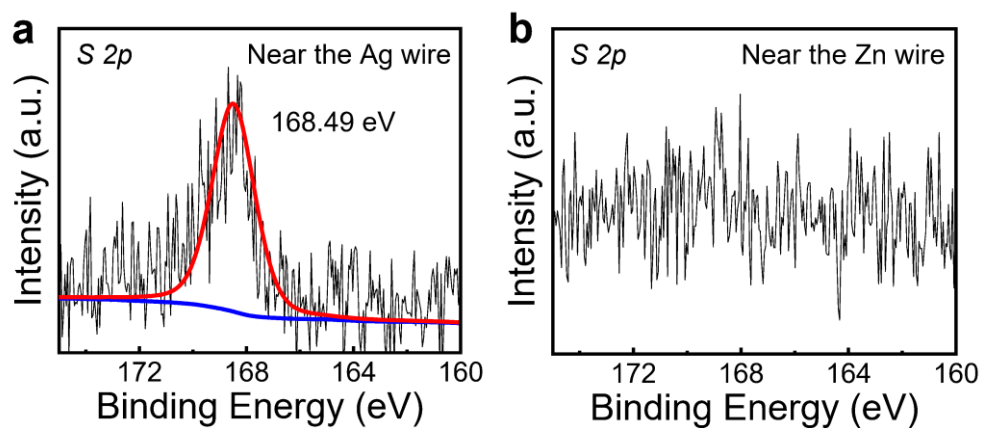 a
S 2p
Near the Ag wire
168.49 eV
Intensity (a.u.)
172
168
164
160
Binding Energy (eV)
b
S 2p
Near the Zn wire
Intensity (a.u.)
172
168
164
160
Binding Energy (eV)